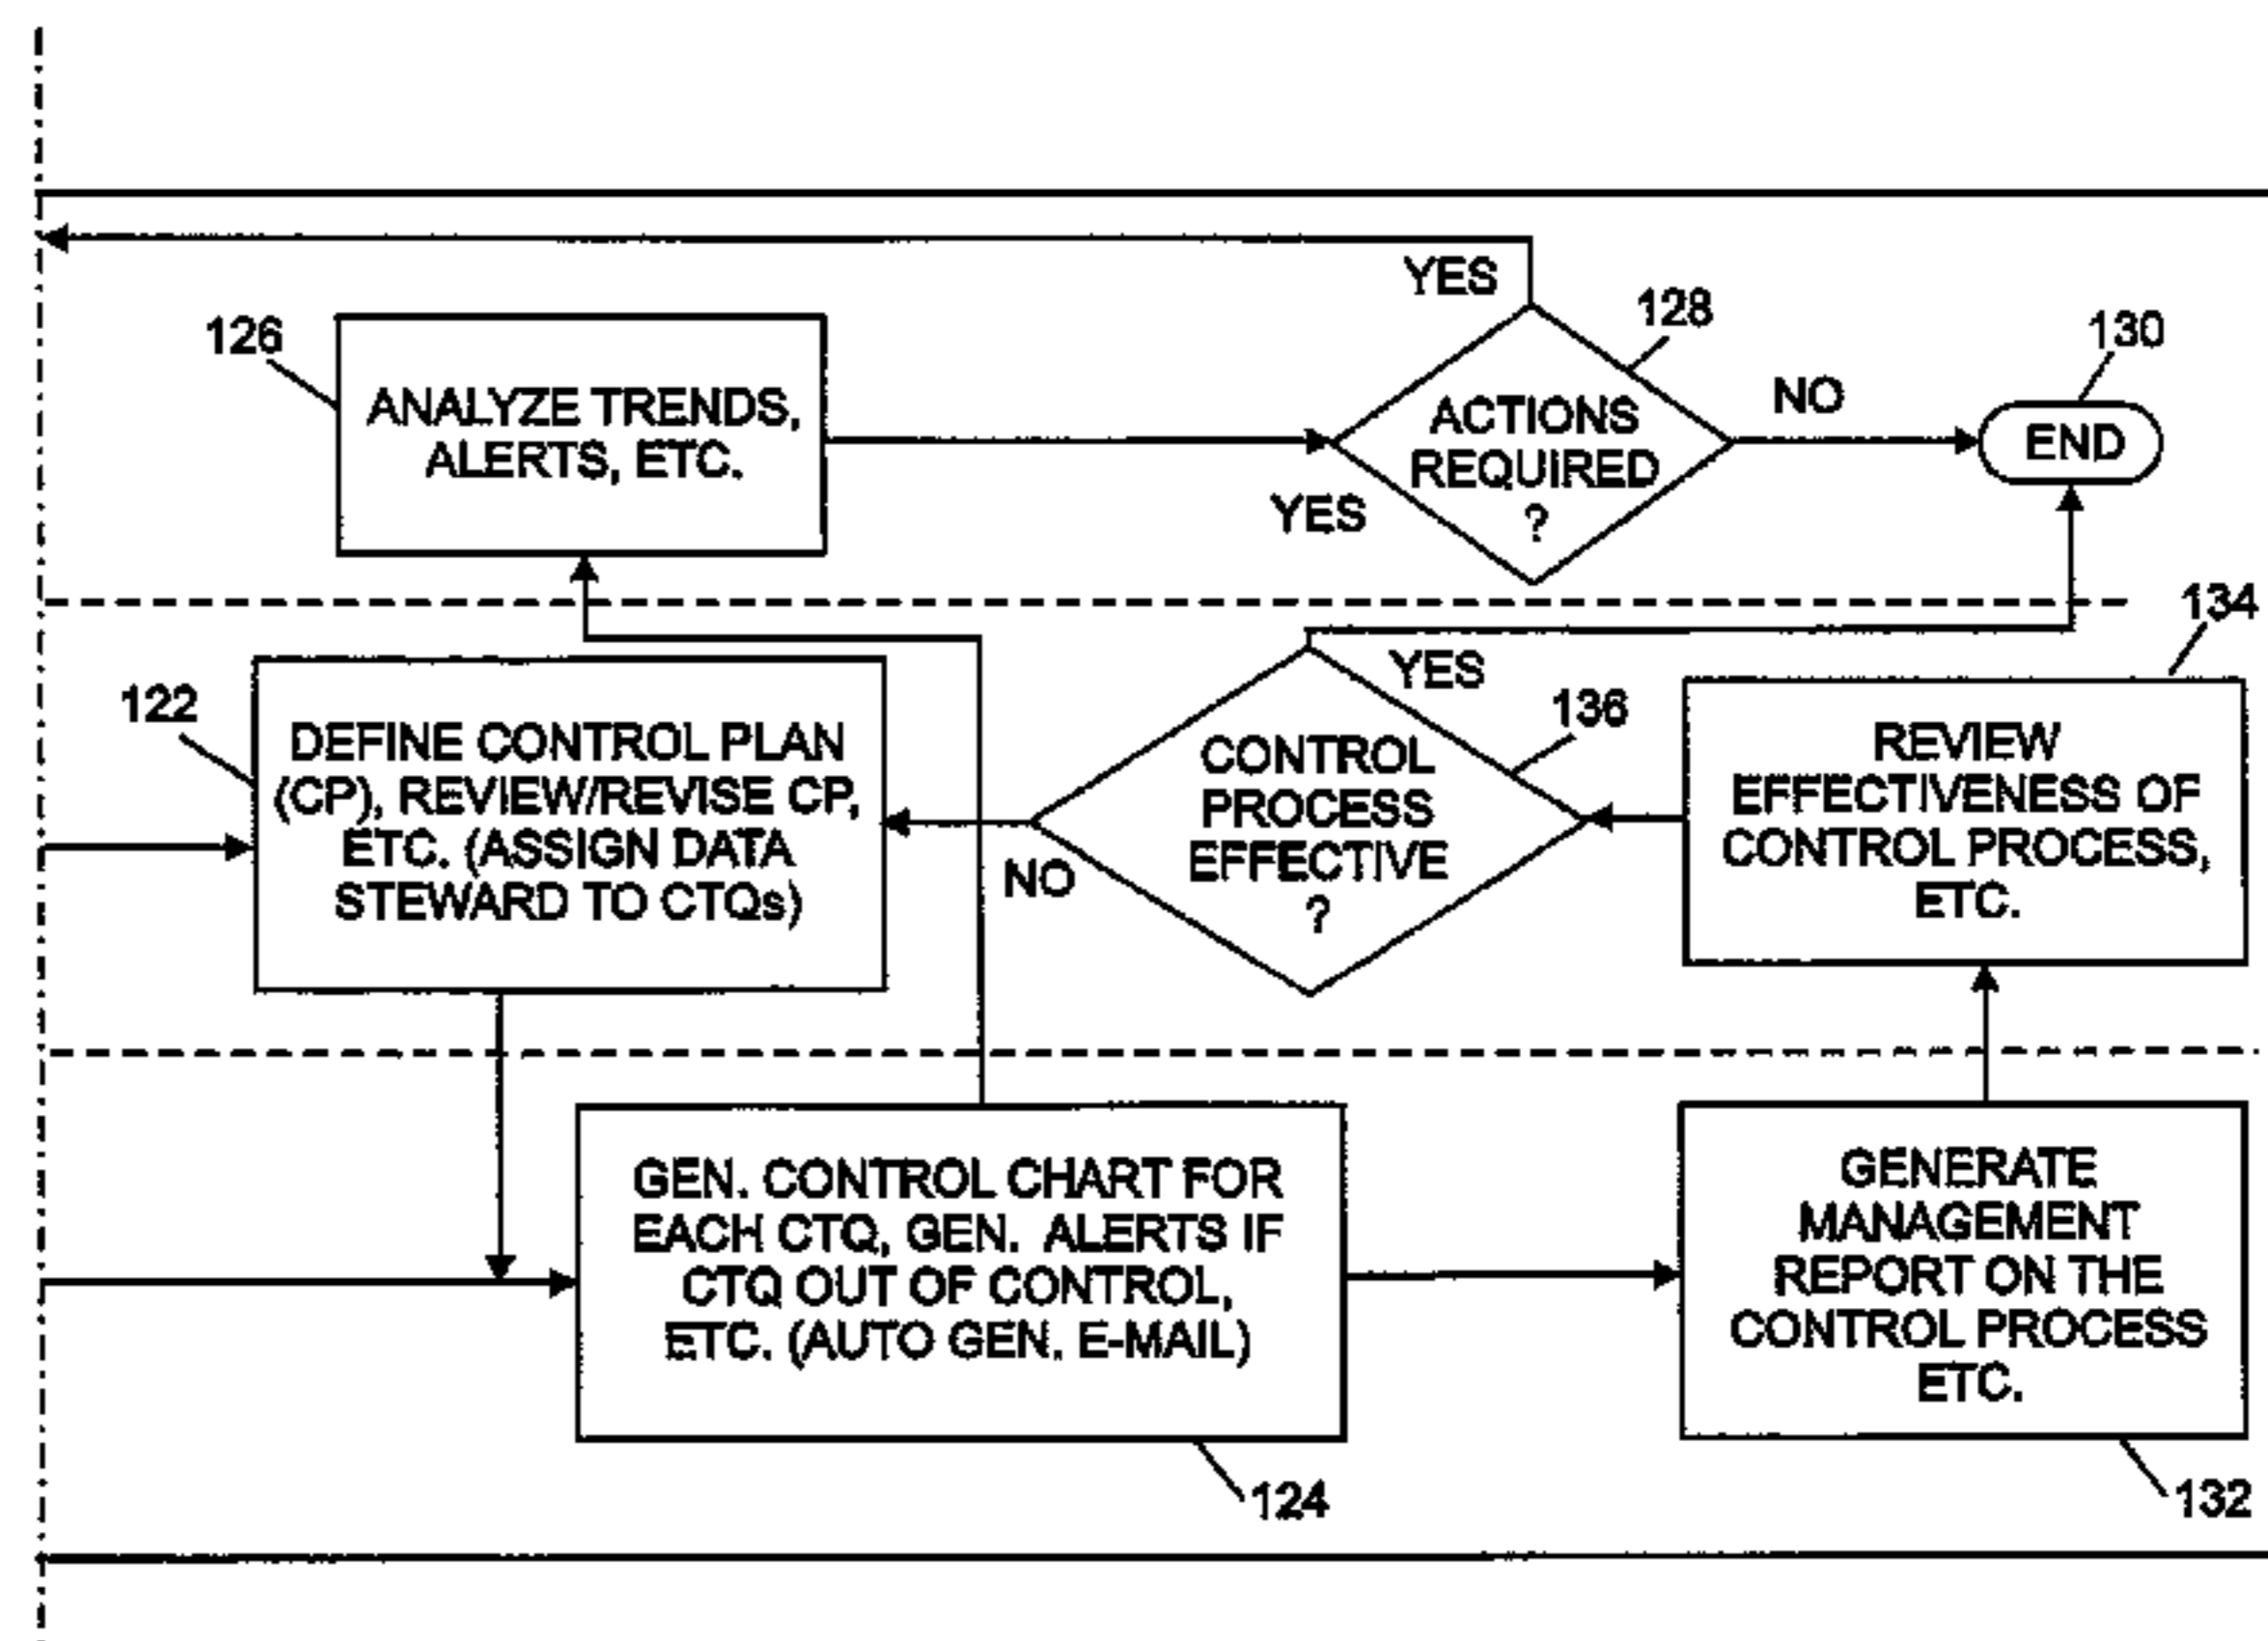 YES
128
130
126
ANALYZE TRENDS,
ALERTS, ETC.
ACTIONS
REQUIRED
?
NO
END
YES
134
122
DEFINE CONTROL PLAN
(CP), REVIEW/REVISE CP,
ETC. (ASSIGN DATA
STEWARD TO CTQs)
YES
136
CONTROL
PROCESS
EFFECTIVE
?
NO
REVIEW
EFFECTIVENESS OF
CONTROL PROCESS,
ETC.
GEN. CONTROL CHART FOR
EACH CTQ, GEN. ALERTS IF
CTQ OUT OF CONTROL,
ETC. (AUTO GEN. E-MAIL)
124
GENERATE
MANAGEMENT
REPORT ON THE
CONTROL PROCESS
ETC.
132